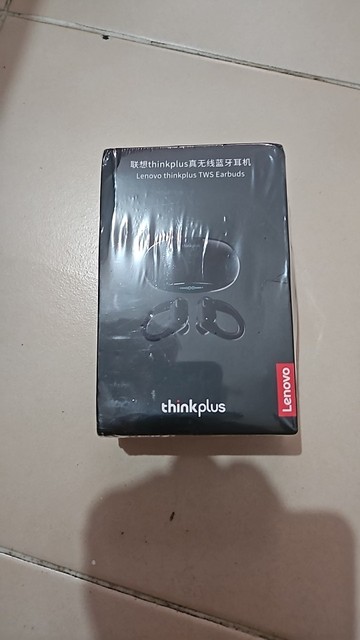 联想thinkplus真无线蓝牙耳机
Lenovo thinkplus TWS Earbuds
thinkplus
Lenovo